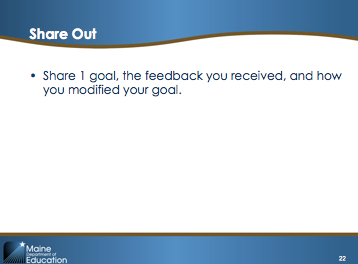 Share Out
• Share 1 goal, the feedback you received, and how
you modified your goal.
Maine
Department of
Education
22